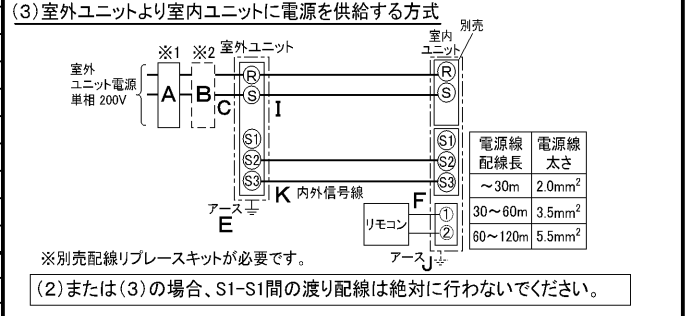 (3)室外ユニットより室内ユニットに電源を供給する方式
別売
※1 ※2 室外ユニット
室内
ユニット
室外
ユニット電源
単相 200V
A B C I
R R
S S
S1 S1
S2 S2
S3 S3
K 内外信号線
アース
E
F
リモコン
①
②
アース
J
電源線
配線長
電源線
太さ
～30m 2.0mm²
30～60m 3.5mm²
60～120m 5.5mm²
※別売配線リプレースキットが必要です。
(2)または(3)の場合、S1-S1間の渡り配線は絶対に行わないでください。